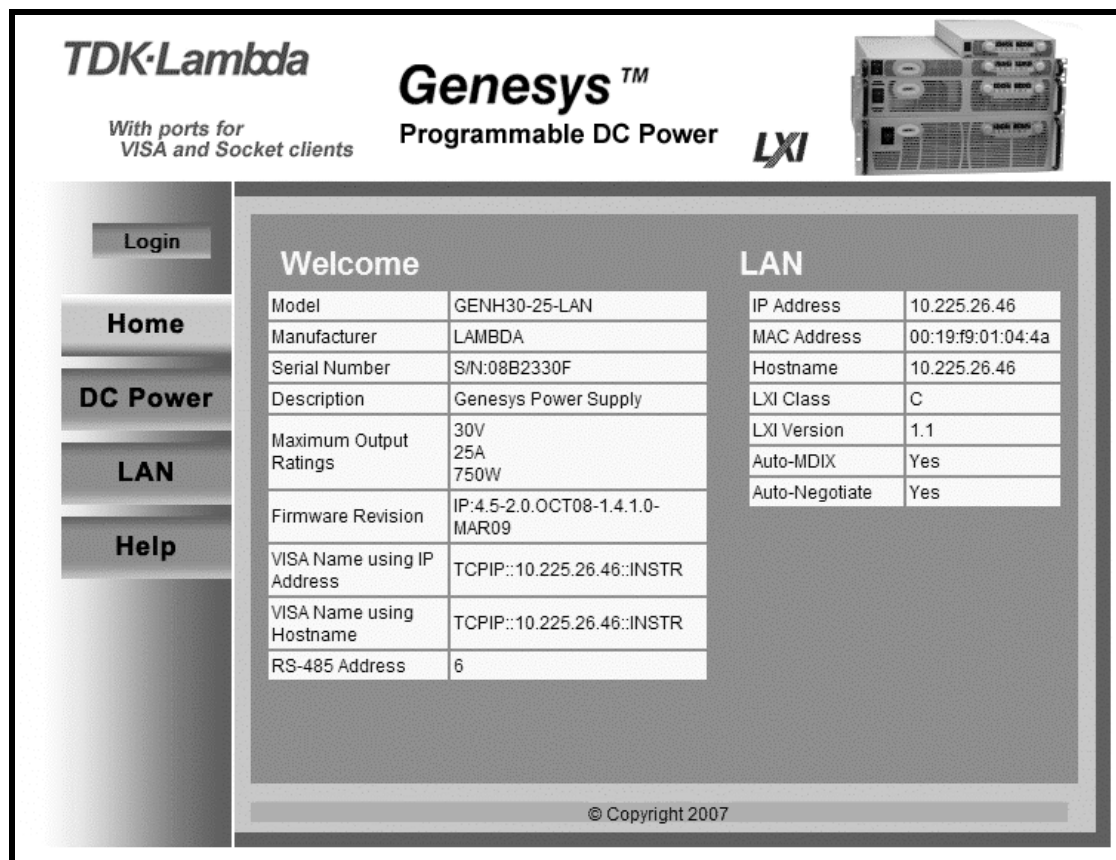 TDK·Lambda
With ports for
VISA and Socket clients
Genesys ™
Programmable DC Power
LXI
Login
Home
DC Power
LAN
Help
Welcome
Model GENH30-25-LAN
Manufacturer LAMBDA
Serial Number S/N:08B2330F
Description Genesys Power Supply
Maximum Output
Ratings
30V
25A
750W
Firmware Revision
IP:4.5-2.0.OCT08-1.4.1.0-
MAR09
VISA Name using IP
Address
TCPIP::10.225.26.46::INSTR
VISA Name using
Hostname
TCPIP::10.225.26.46::INSTR
RS-485 Address 6
LAN
IP Address 10.225.26.46
MAC Address 00:19:f9:01:04:4a
Hostname 10.225.26.46
LXI Class C
LXI Version 1.1
Auto-MDIX Yes
Auto-Negotiate Yes
© Copyright 2007